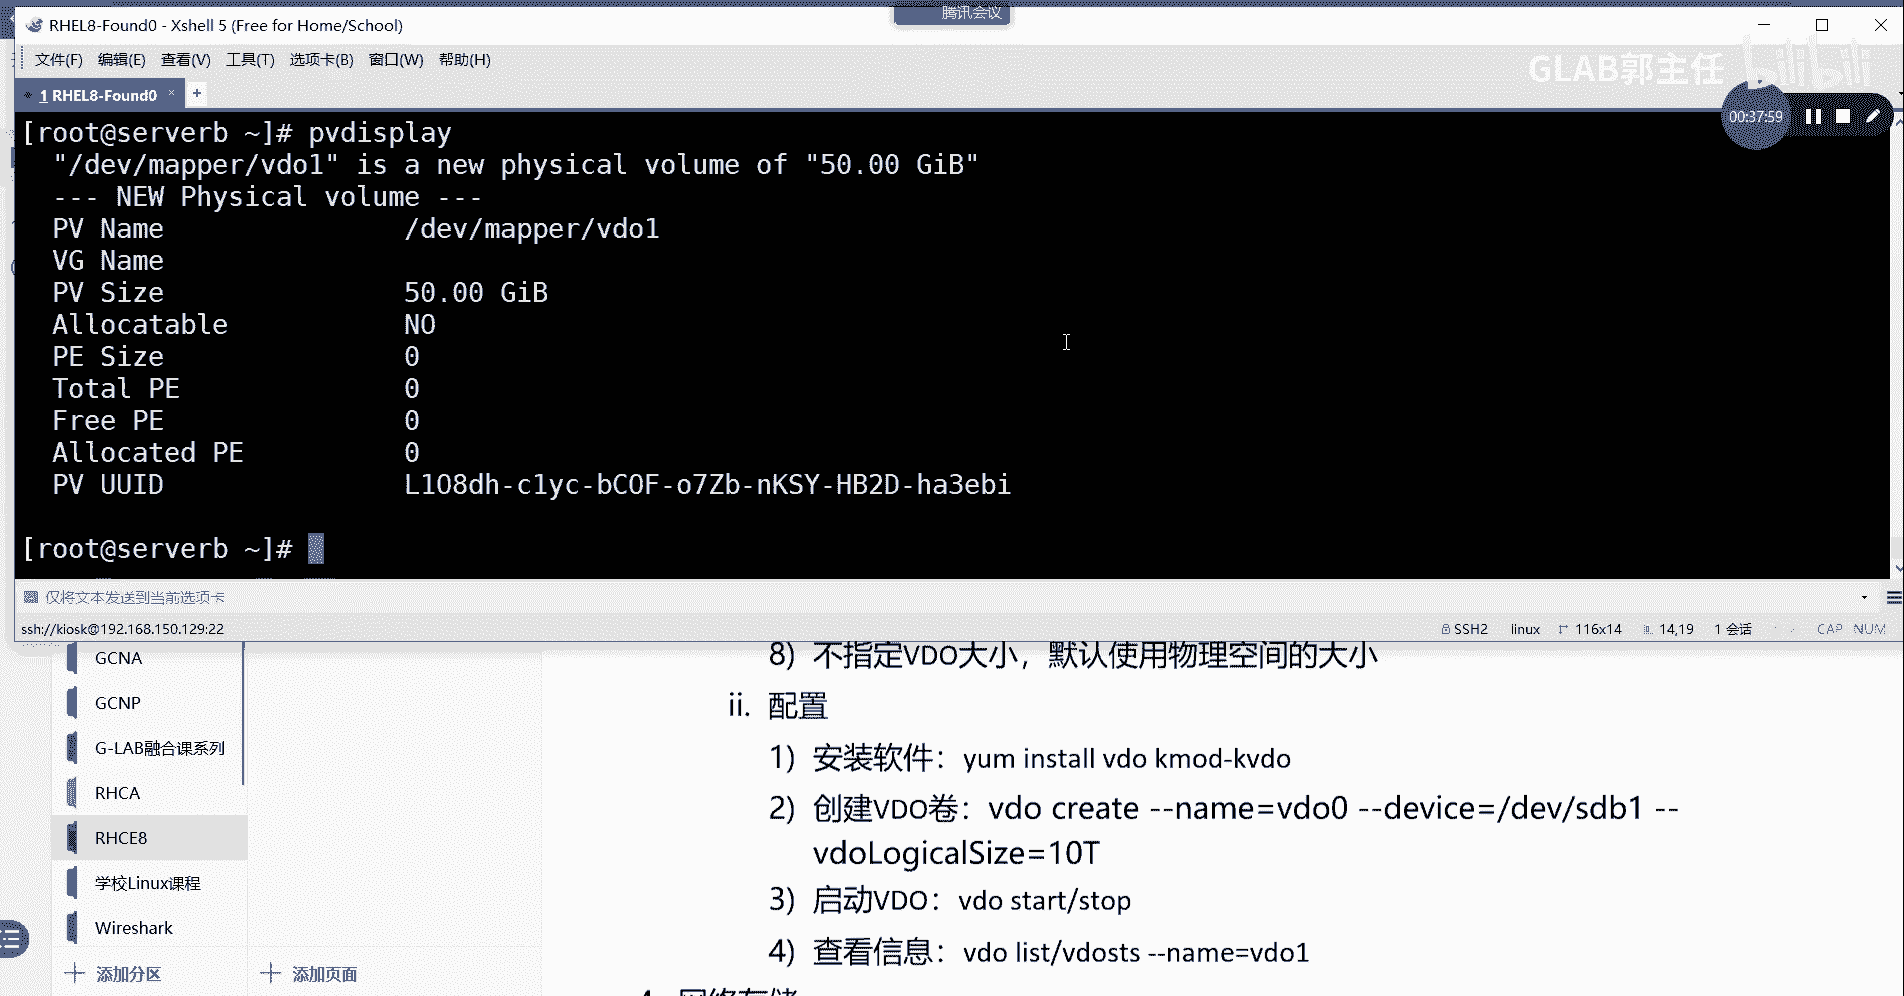 腾讯会议
RHEL8-Found0 - Xshell 5 (Free for Home/School)
文件(F) 编辑(E) 查看(V) 工具(T) 选项卡(B) 窗口(W) 帮助(H)
GLAB郭主任 bilibili
1 RHEL8-Found0 × +
00:37:59
[root@serverb ~]# pvdisplay
"/dev/mapper/vdo1" is a new physical volume of "50.00 GiB"
--- NEW Physical volume ---
PV Name /dev/mapper/vdo1
VG Name
PV Size 50.00 GiB
Allocatable NO
PE Size 0
Total PE 0
Free PE 0
Allocated PE 0
PV UUID L1O8dh-c1yc-bCOF-o7Zb-nKSY-HB2D-ha3ebi
[root@serverb ~]#
仅将文本发送到当前选项卡
ssh://kiosk@192.168.150.129:22 SSH2 linux 116x14 14,19 1 会话 CAP NUM
GCNA
GCNP
G-LAB融合课系列
RHCA
RHCE8
学校Linux课程
Wireshark
添加分区 添加页面
8) 不指定VDO大小，默认使用物理空间的大小
ii. 配置
1) 安装软件：yum install vdo kmod-kvdo
2) 创建VDO卷：vdo create --name=vdo0 --device=/dev/sdb1 --
vdoLogicalSize=10T
3) 启动VDO：vdo start/stop
4) 查看信息：vdo list/vdosts --name=vdo1